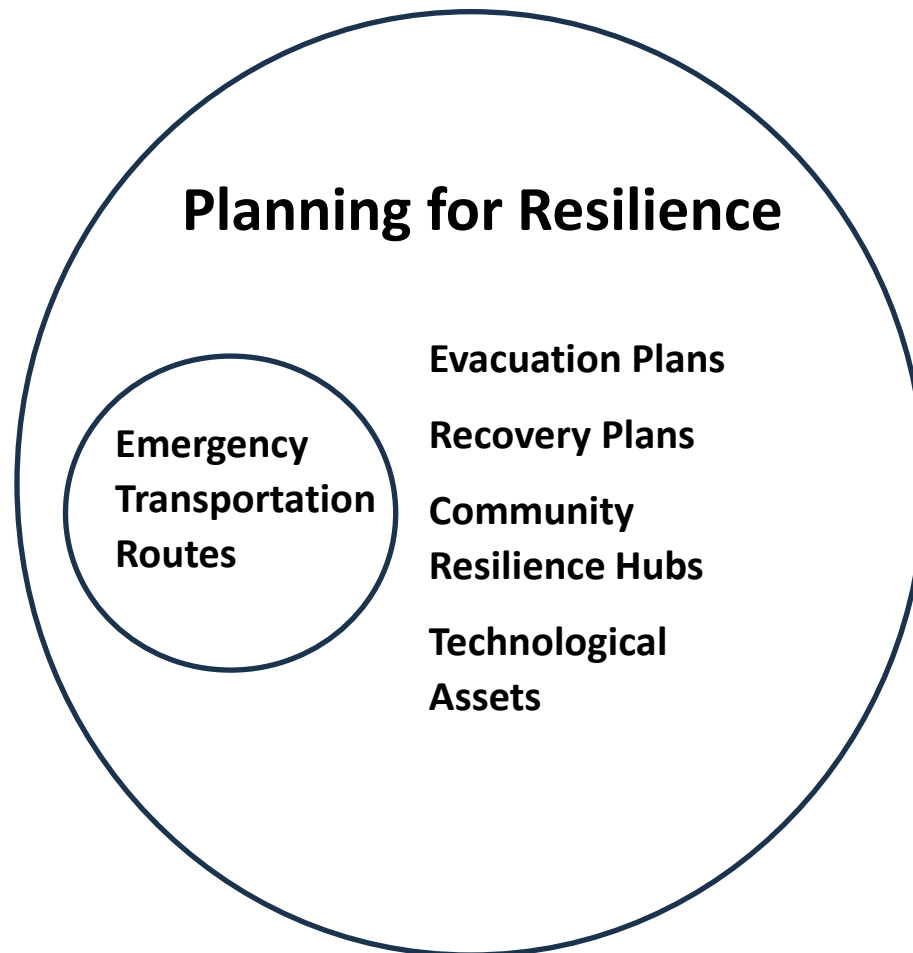 Planning for Resilience
Emergency
Transportation
Routes
Evacuation Plans
Recovery Plans
Community
Resilience Hubs
Technological
Assets